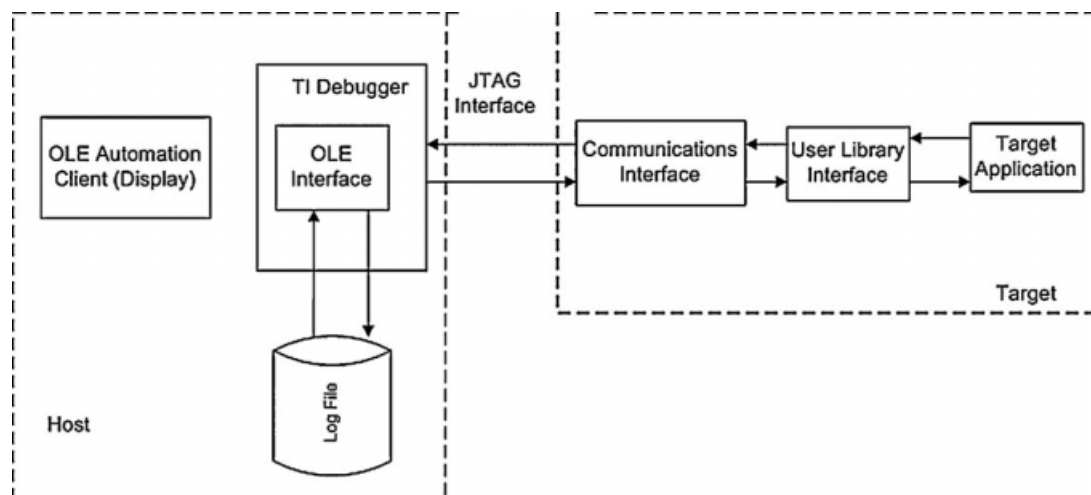 TI Debugger
JTAG
Interface
OLE Automation
Client (Display)
OLE
Interface
Communications
Interface
User Library
Interface
Target
Application
Target
Log File
Host